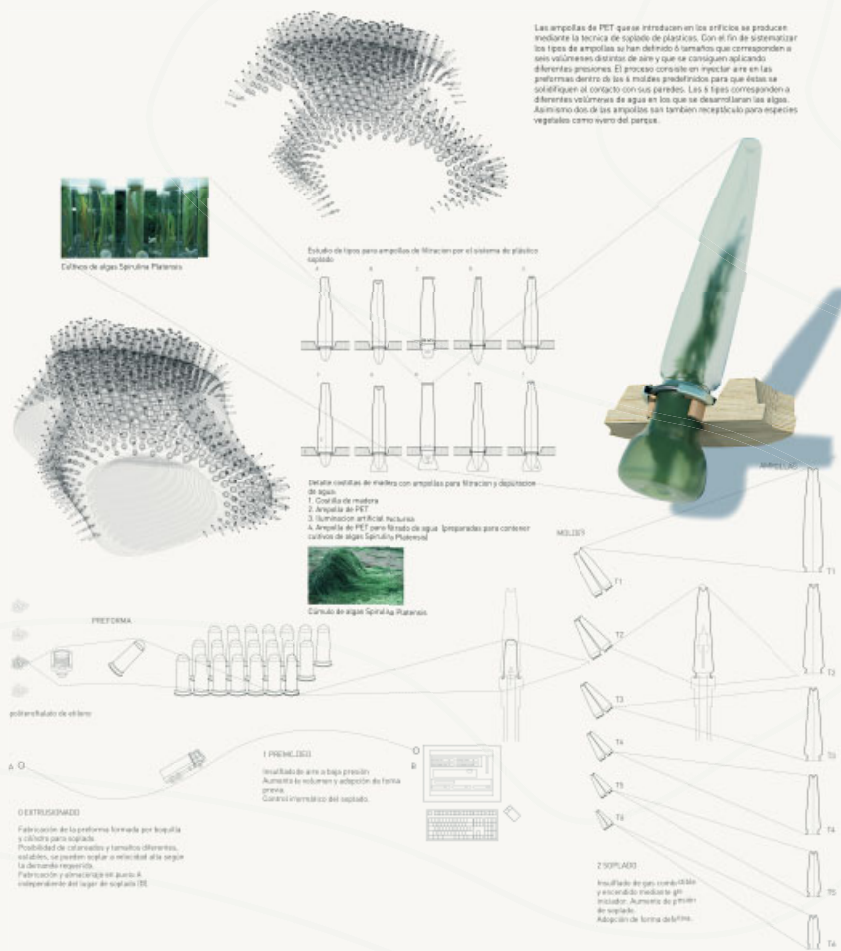 Las ampollas de PET que se introducen en los orificios se producen
mediante la tecnica de soplado de plasticos. Con el fin de sistematizar
los tipos de ampollas se han definido 6 tamaños que corresponden a
seis volúmenes distintos de aire y que se consiguen aplicando
diferentes presiones. El proceso consiste en inyectar aire en las
preformas dentro de los 6 moldes predefinidos para que éstas se
solidifiquen al contacto con sus paredes. Los 6 tipos corresponden a
diferentes volúmenes de agua en los que se desarrollaran las algas.
Asimismo dos de las ampollas son tambien receptáculo para especies
vegetales como vivero del parque.
Cultivos de algas Spirulina Platensis
Estudio de tipos para ampollas de filtracion por el sistema de plástico
soplado
Detalle costillas de madera con ampollas para filtracion y depuracion
de agua:
1. Costilla de madera
2. Ampolla de PET
3. Iluminacion artificial nocturna
4. Ampolla de PET para filtrado de agua (preparadas para contener
cultivos de algas Spirulina Platensis)
Cúmulo de algas Spirulina Platensis
AMPOLLAS
MOLDES
T1
T2
T3
T4
T5
T6
T1
T2
T3
T4
T5
T6
PREFORMA
A
B
1 PREMOLDEO
Insuflado de aire a baja presión
Aumento de volumen y adopción de forma
previa.
Control informático del soplado.
0 EXTRUSIONADO
Fabricación de la preforma formada por boquilla
y cilindro para soplado
Posibilidad de coloreados y tamaños diferentes,
estables, se pueden soplar a velocidad alta según
la demanda requerida.
Fabricación y almacenaje en punto A
independiente del lugar de soplado (B)
2 SOPLADO
Insuflado de gas combustible
y encendido mediante gas
iniciador. Aumento de presión
de soplado.
Adopcion de forma definitiva.